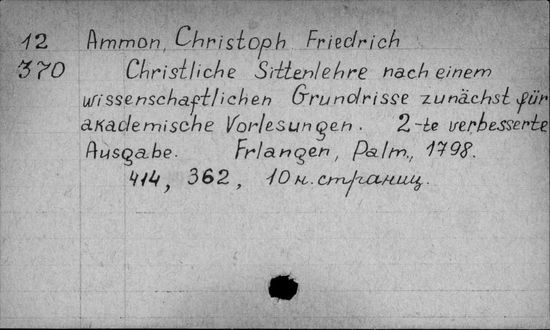 12 Ammon, Christoph Friedrich
370 Christliche Sittenlehre nach einem
wissenschaftlichen Grundrisse zunächst für
akademische Vorlesungen. 2-te verbesserte
Ausgabe. Erlangen, Palm., 1798.
414, 362, 10 н. страниц.